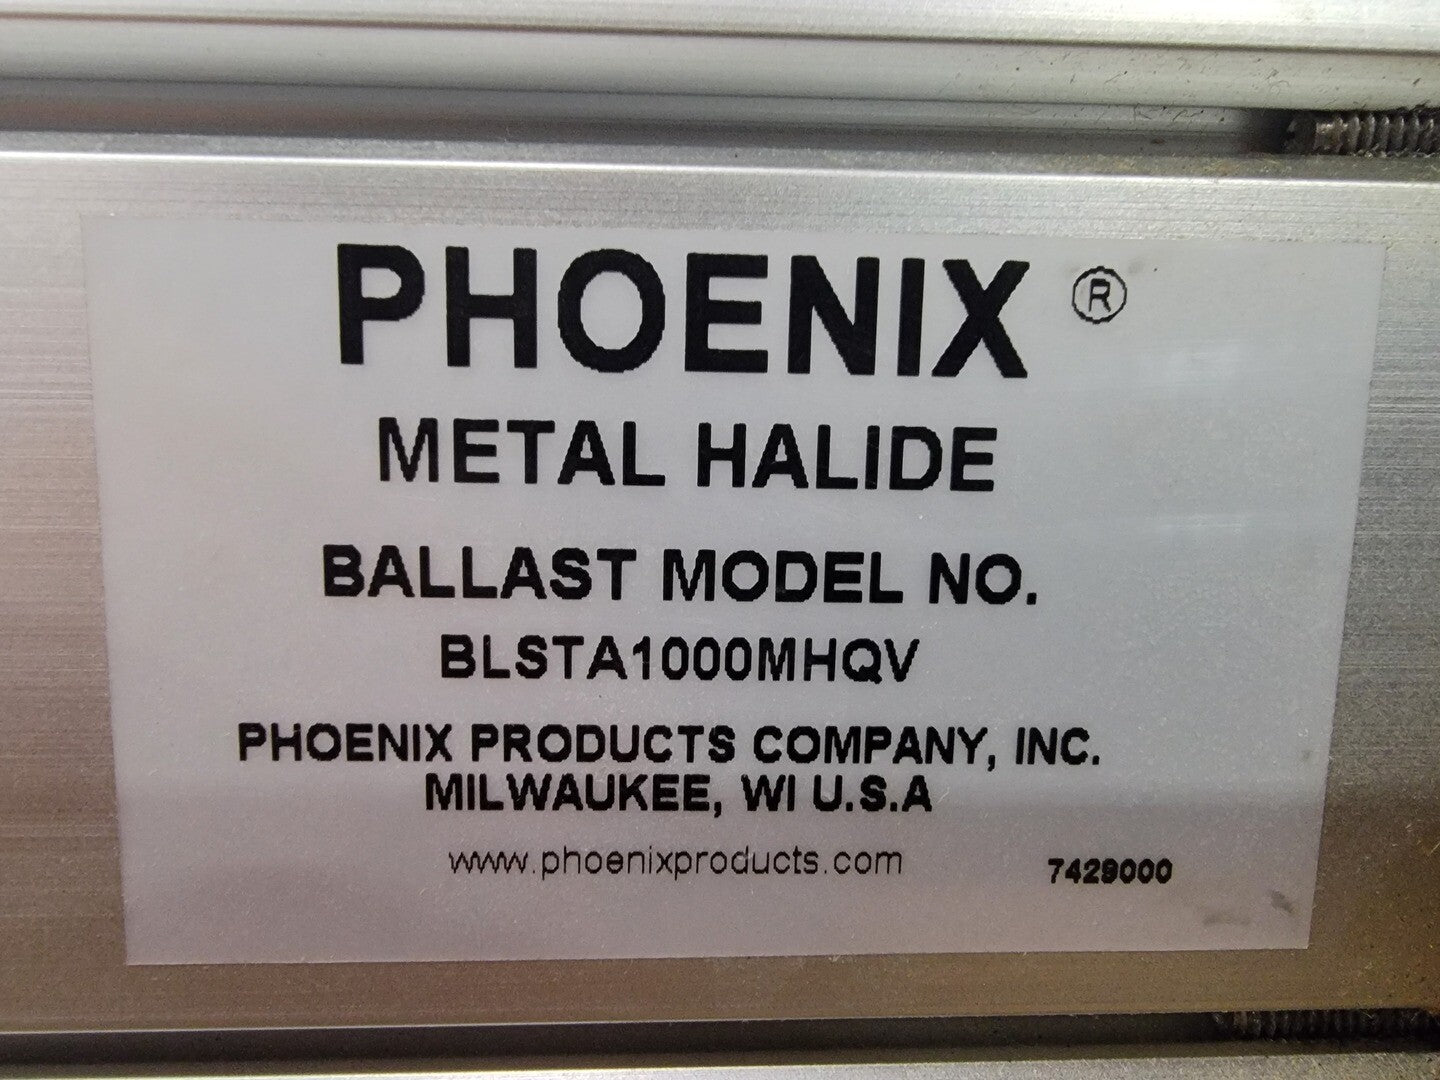 PHOENIX ®
METAL HALIDE
BALLAST MODEL NO.
BLSTA1000MHQV
PHOENIX PRODUCTS COMPANY, INC.
MILWAUKEE, WI U.S.A
www.phoenixproducts.com 7429000